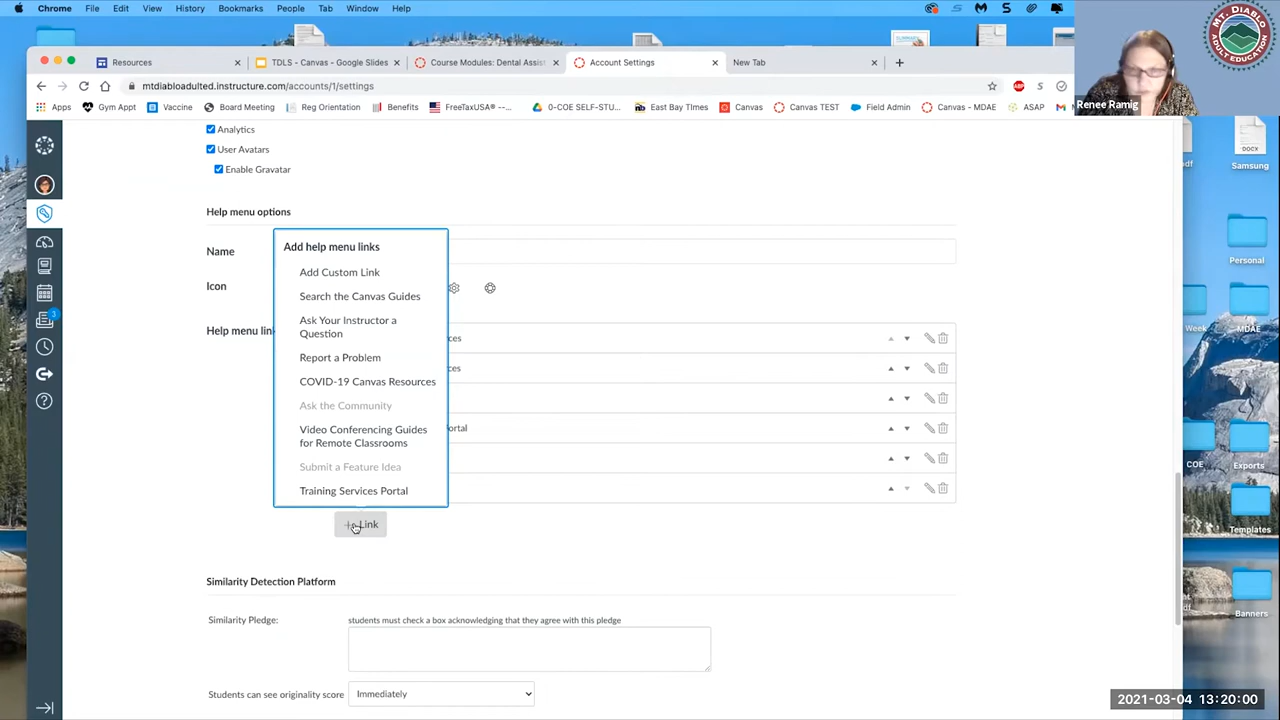 Chrome File Edit View History Bookmarks People Tab Window Help
MT. DIABLO
ADULT EDUCATION
Resources
TDLS - Canvas - Google Slides
Course Modules: Dental Assist
Account Settings
New Tab
mtdiabloadulted.instructure.com/accounts/1/settings
Apps Gym Appt Vaccine Board Meeting Reg Orientation Benefits FreeTaxUSA® --... 0-COE SELF-STU... East Bay TImes Canvas Canvas TEST Field Admin Canvas - MDAE ASAP
Renee Ramig
Analytics
User Avatars
Enable Gravatar
Help menu options
Name
Icon
Help menu lin
Add help menu links
Add Custom Link
Search the Canvas Guides
Ask Your Instructor a
Question
Report a Problem
COVID-19 Canvas Resources
Ask the Community
Video Conferencing Guides
for Remote Classrooms
Submit a Feature Idea
Training Services Portal
ces
ces
ortal
Link
Similarity Detection Platform
Similarity Pledge:
students must check a box acknowledging that they agree with this pledge
Students can see originality score
Immediately
3
DOCX
df
Samsung
Personal
Week
MDAE
COE
Exports
Templates
df
Banners
2021-03-04 13:20:00